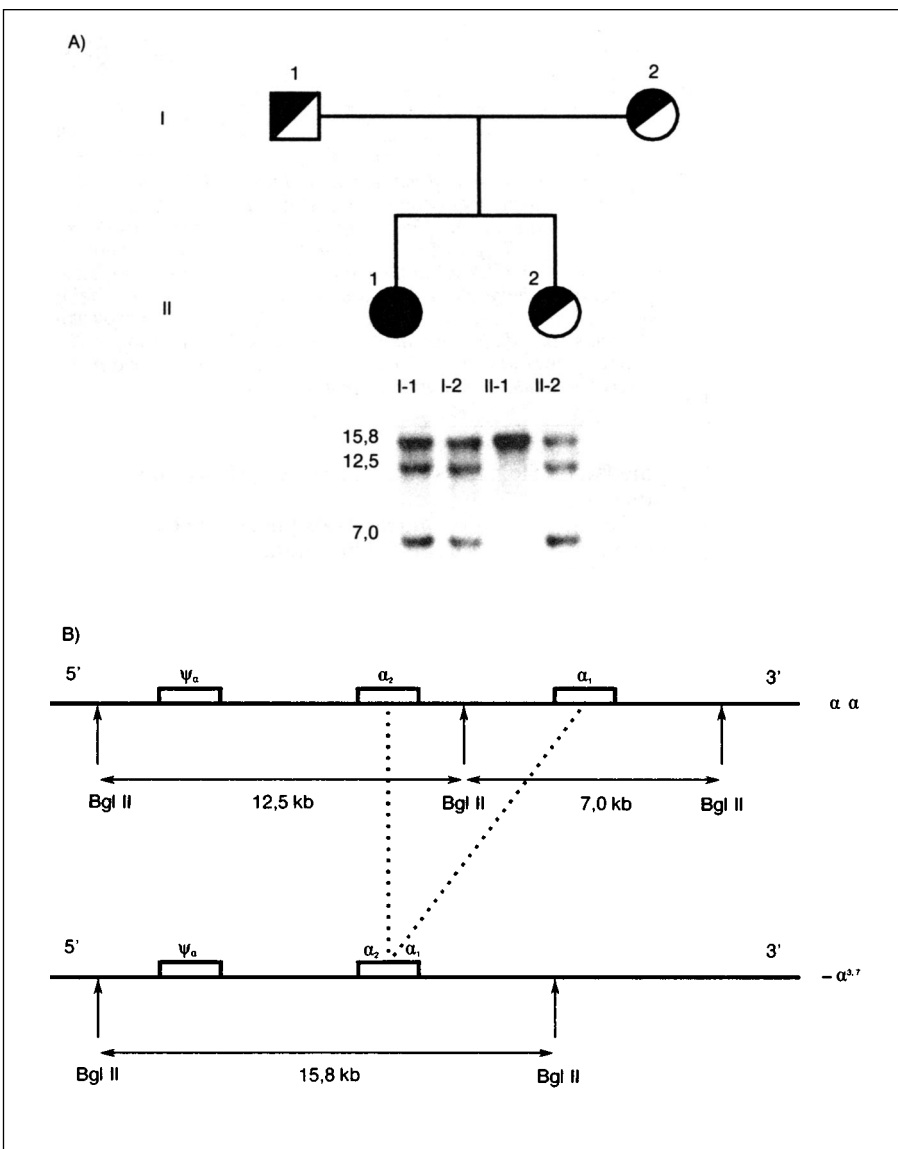 A)
1 2
I
1 2
II
I-1 I-2 II-1 II-2
15,8
12,5
7,0
B)
5' ψα α₂ α₁ 3'
α α
Bgl II 12,5 kb Bgl II 7,0 kb Bgl II
5' ψα α₂ α₁ 3'
– α³·⁷
Bgl II 15,8 kb Bgl II